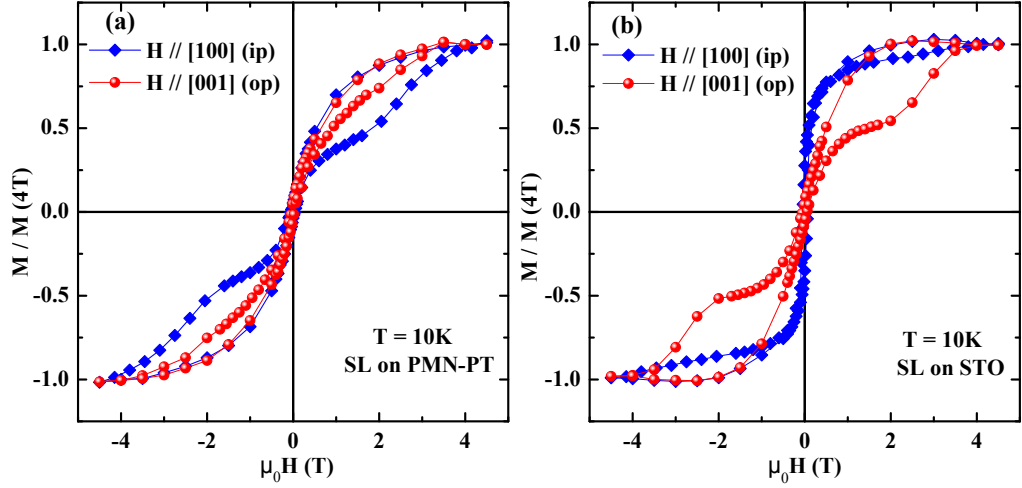 (a)
H // [100] (ip)
H // [001] (op)
1.0
0.5
0.0
-0.5
-1.0
M / M (4T)
T = 10K
SL on PMN-PT
-4 -2 0 2 4
μ₀H (T)
(b)
H // [100] (ip)
H // [001] (op)
1.0
0.5
0.0
-0.5
-1.0
M / M (4T)
T = 10K
SL on STO
-4 -2 0 2 4
μ₀H (T)